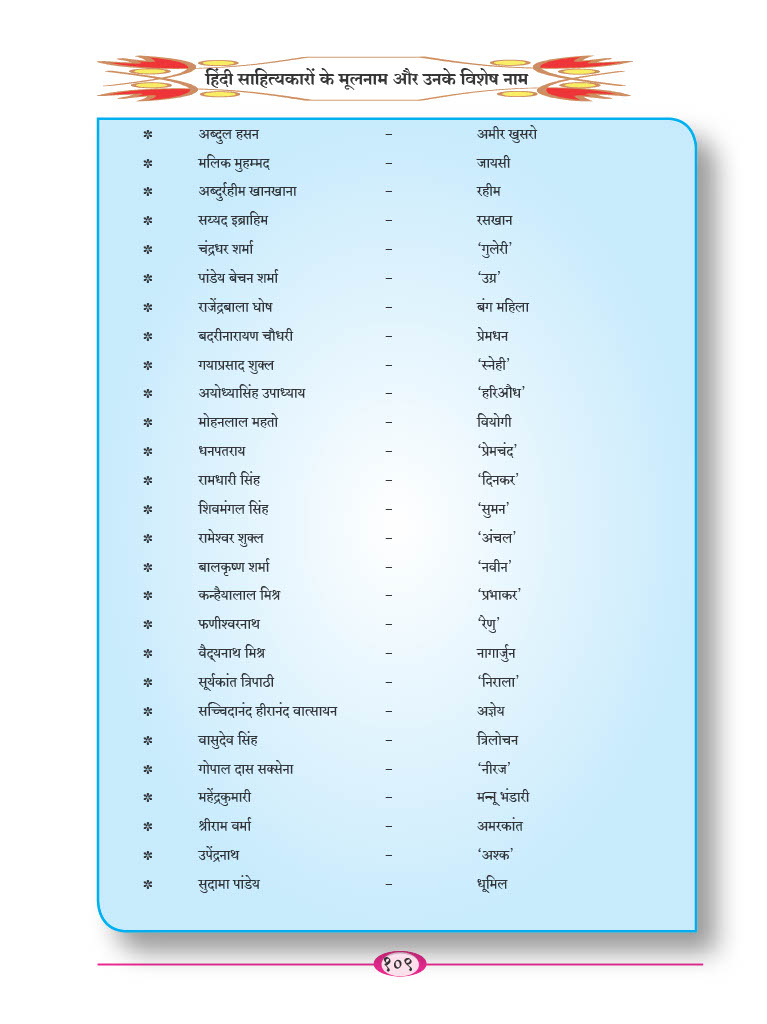 हिंदी साहित्यकारों के मूलनाम और उनके विशेष नाम
✻ अब्दुल हसन – अमीर खुसरो
✻ मलिक मुहम्मद – जायसी
✻ अब्दुर्रहीम खानखाना – रहीम
✻ सय्यद इब्राहिम – रसखान
✻ चंद्रधर शर्मा – ‘गुलेरी’
✻ पांडेय बेचन शर्मा – ‘उग्र’
✻ राजेंद्रबाला घोष – बंग महिला
✻ बदरीनारायण चौधरी – प्रेमधन
✻ गयाप्रसाद शुक्ल – ‘स्नेही’
✻ अयोध्यासिंह उपाध्याय – ‘हरिऔध’
✻ मोहनलाल महतो – वियोगी
✻ धनपतराय – ‘प्रेमचंद’
✻ रामधारी सिंह – ‘दिनकर’
✻ शिवमंगल सिंह – ‘सुमन’
✻ रामेश्वर शुक्ल – ‘अंचल’
✻ बालकृष्ण शर्मा – ‘नवीन’
✻ कन्हैयालाल मिश्र – ‘प्रभाकर’
✻ फणीश्वरनाथ – ‘रेणु’
✻ वैद्यनाथ मिश्र – नागार्जुन
✻ सूर्यकांत त्रिपाठी – ‘निराला’
✻ सच्चिदानंद हीरानंद वात्सायन – अज्ञेय
✻ वासुदेव सिंह – त्रिलोचन
✻ गोपाल दास सक्सेना – ‘नीरज’
✻ महेंद्रकुमारी – मन्नू भंडारी
✻ श्रीराम वर्मा – अमरकांत
✻ उपेंद्रनाथ – ‘अश्क’
✻ सुदामा पांडेय – धूमिल
१०९